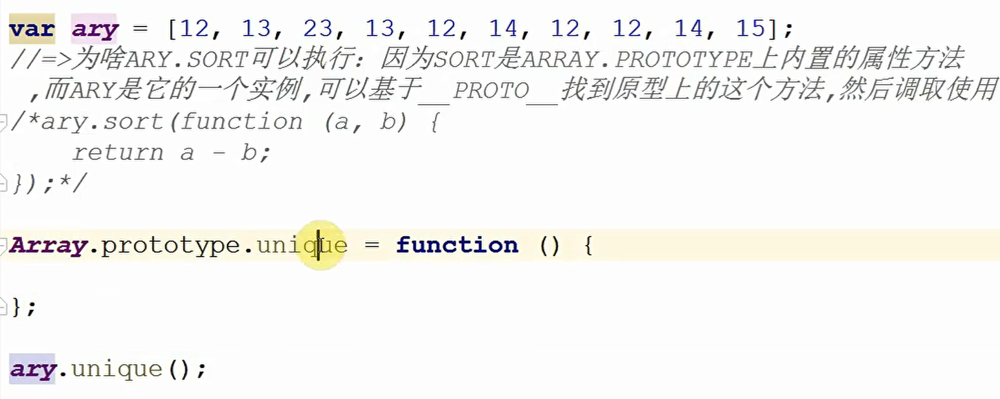 var ary = [12, 13, 23, 13, 12, 14, 12, 12, 14, 15];
//=>为啥ARY.SORT可以执行：因为SORT是ARRAY.PROTOTYPE上内置的属性方法
,而ARY是它的一个实例,可以基于__PROTO__找到原型上的这个方法,然后调取使用
/*ary.sort(function (a, b) {
return a - b;
});*/
Array.prototype.unique = function () {
};
ary.unique();